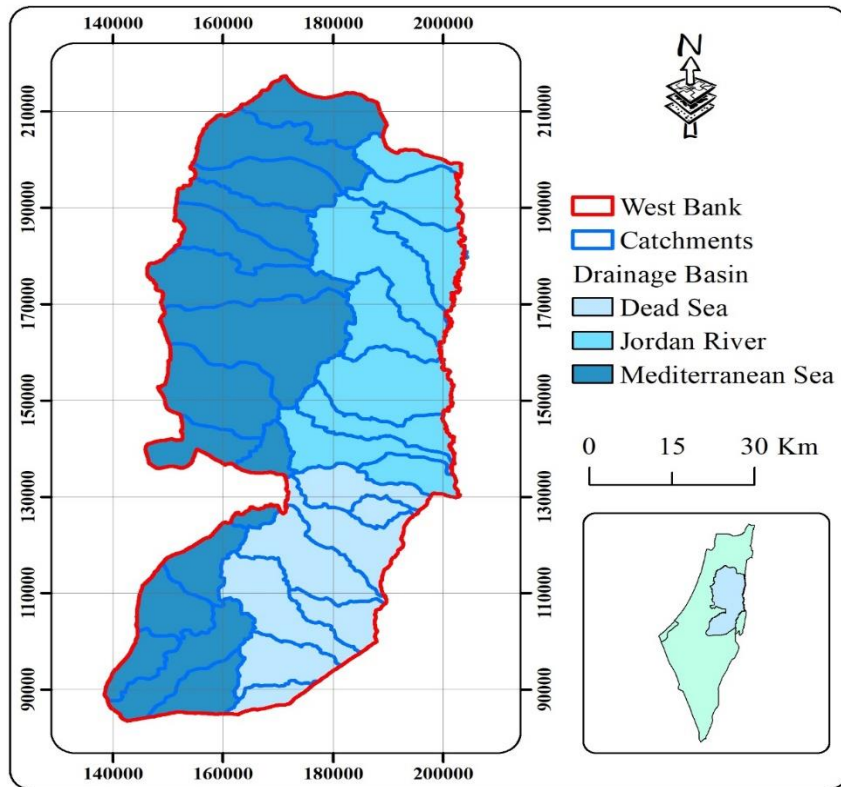 140000 160000 180000 200000
210000
190000
170000
150000
130000
110000
90000
210000
190000
170000
150000
130000
110000
90000
140000 160000 180000 200000
N
West Bank
Catchments
Drainage Basin
Dead Sea
Jordan River
Mediterranean Sea
0 15 30 Km